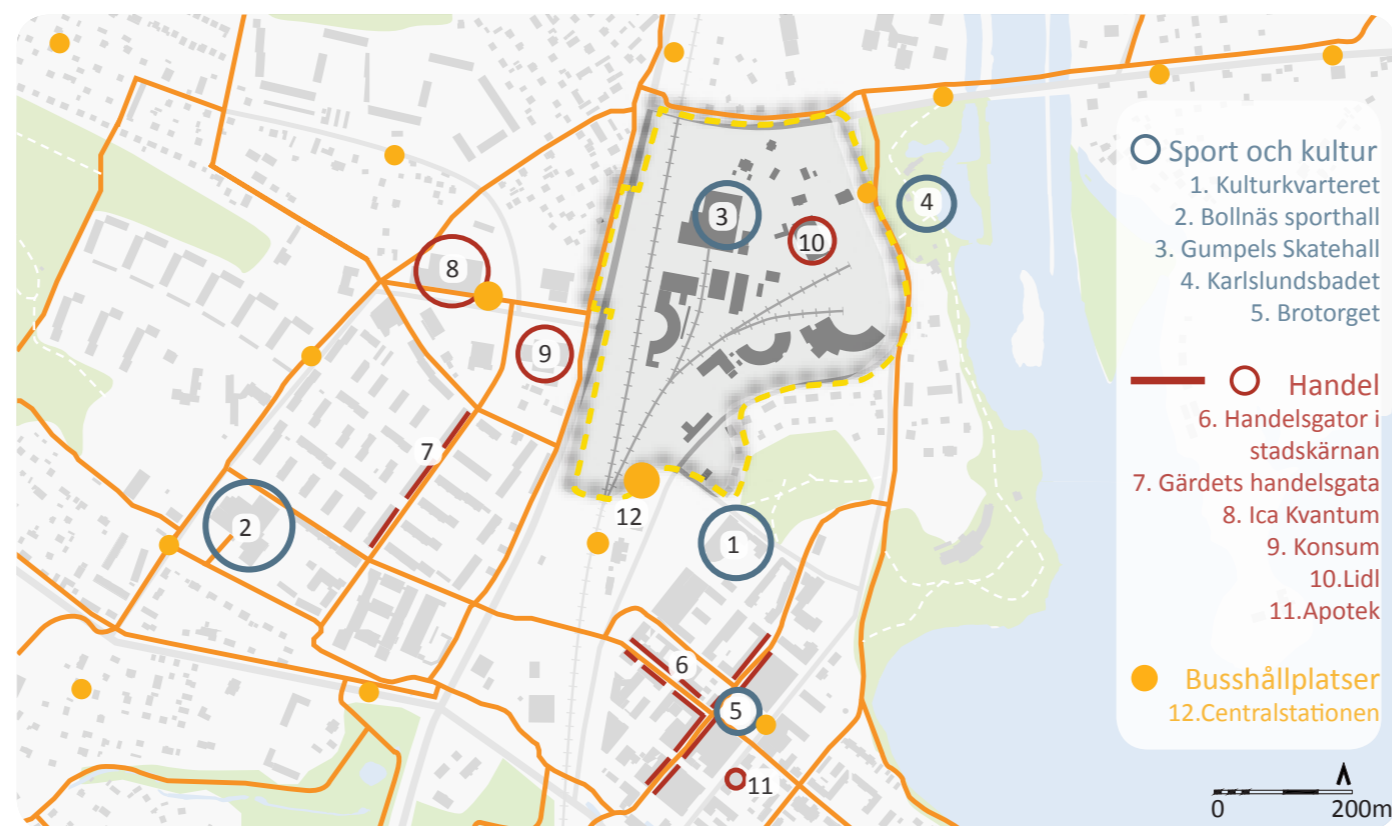 8
9
7
2
3
10
4
12
1
6
5
11
Sport och kultur
1. Kulturkvarteret
2. Bollnäs sporthall
3. Gumpels Skatehall
4. Karlslundsbadet
5. Brotorget
Handel
6. Handelsgator i
stadskärnan
7. Gärdets handelsgata
8. Ica Kvantum
9. Konsum
10.Lidl
11.Apotek
Busshållplatser
12.Centralstationen
0 200m